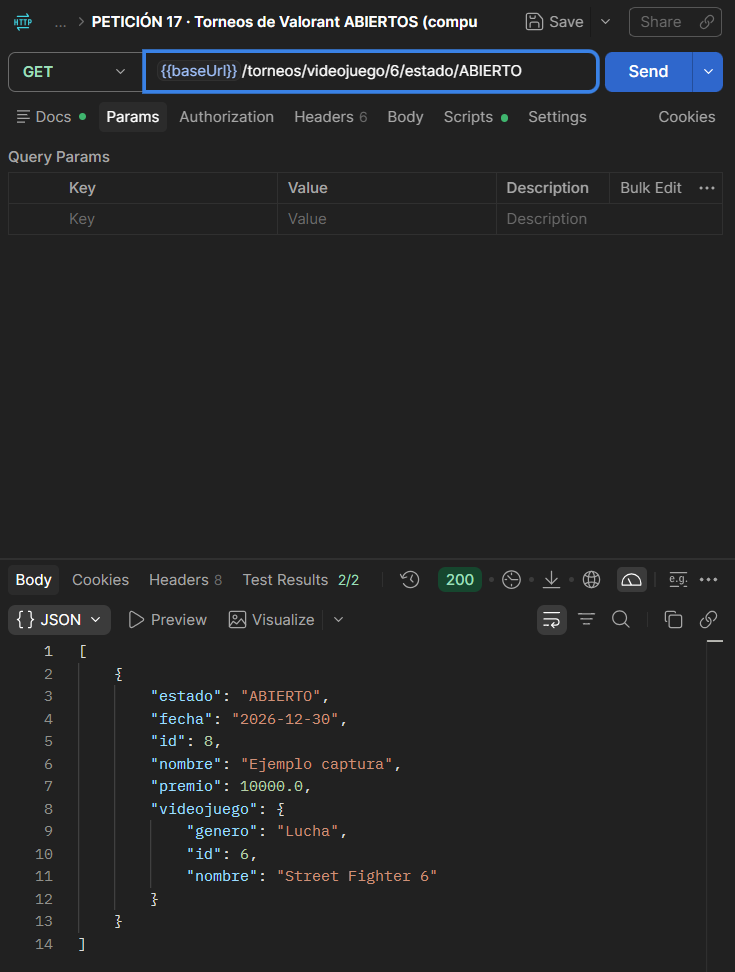 HTTP ... > PETICIÓN 17 · Torneos de Valorant ABIERTOS (compu Save Share
GET {{baseUrl}} /torneos/videojuego/6/estado/ABIERTO Send
Docs Params Authorization Headers 6 Body Scripts Settings Cookies
Query Params
Key Value Description Bulk Edit ...
Key Value Description
Body Cookies Headers 8 Test Results 2/2 200 e.g. ...
{} JSON Preview Visualize
1 [
2 {
3 "estado": "ABIERTO",
4 "fecha": "2026-12-30",
5 "id": 8,
6 "nombre": "Ejemplo captura",
7 "premio": 10000.0,
8 "videojuego": {
9 "genero": "Lucha",
10 "id": 6,
11 "nombre": "Street Fighter 6"
12 }
13 }
14 ]